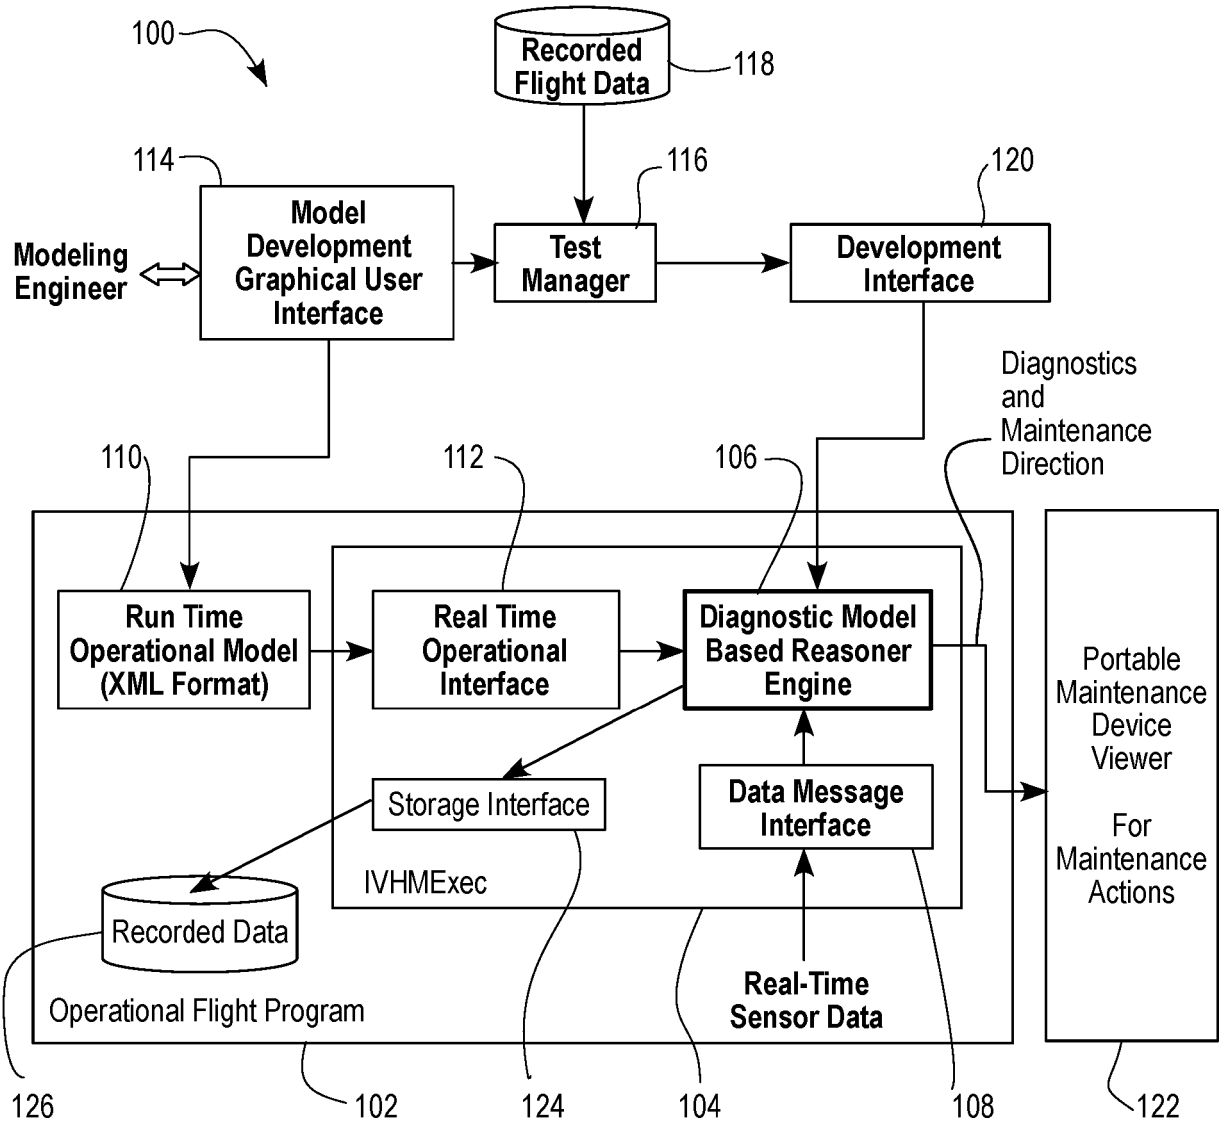 100
Recorded
Flight Data
118
114
116
120
Model
Development
Graphical User
Interface
Modeling
Engineer
Test
Manager
Development
Interface
Diagnostics
and
Maintenance
Direction
110
112
106
Run Time
Operational Model
(XML Format)
Real Time
Operational
Interface
Diagnostic Model
Based Reasoner
Engine
Portable
Maintenance
Device
Viewer
For
Maintenance
Actions
Storage Interface
Data Message
Interface
IVHMExec
Recorded Data
Real-Time
Sensor Data
Operational Flight Program
126
102
124
104
108
122